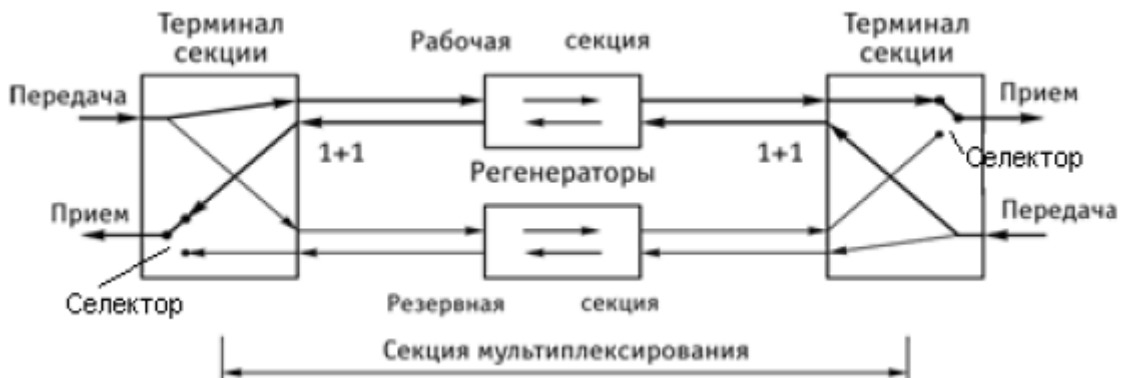 Терминал
секции
Рабочая секция
Терминал
секции
Передача
Прием
1+1
1+1
Селектор
Регенераторы
Прием
Передача
Селектор
Резервная секция
Секция мультиплексирования